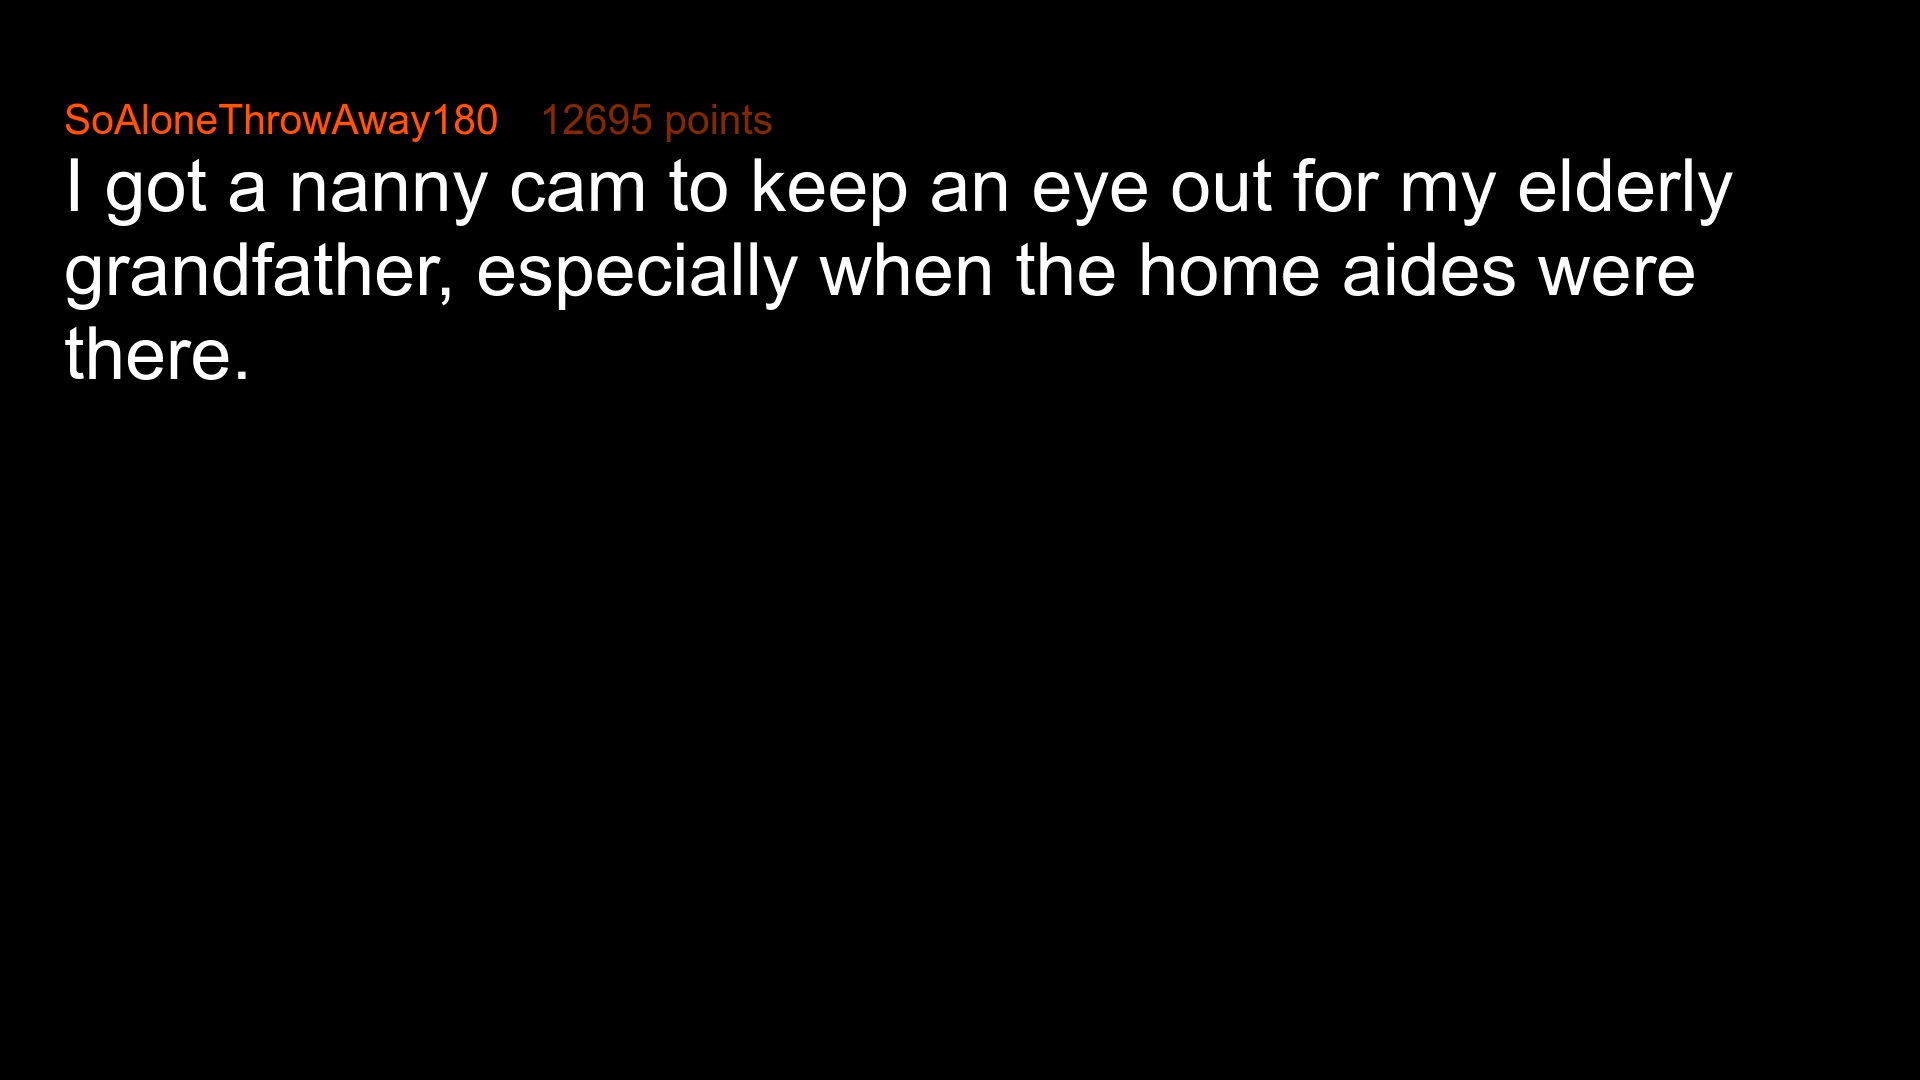 SoAloneThrowAway180 12695 points
I got a nanny cam to keep an eye out for my elderly
grandfather, especially when the home aides were
there.